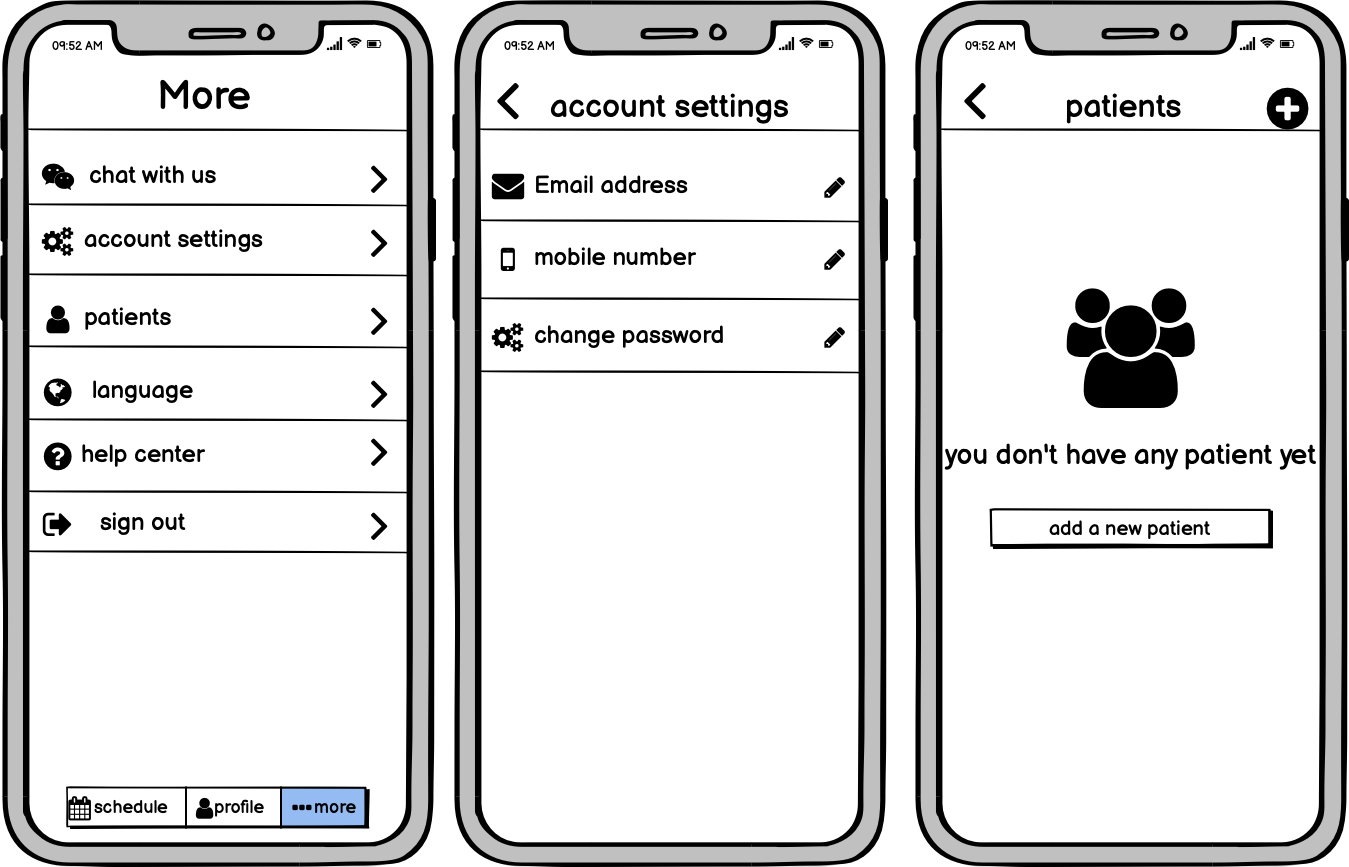 09:52 AM
More
chat with us
account settings
patients
language
help center
sign out
schedule
profile
more
09:52 AM
account settings
Email address
mobile number
change password
09:52 AM
patients
you don't have any patient yet
add a new patient